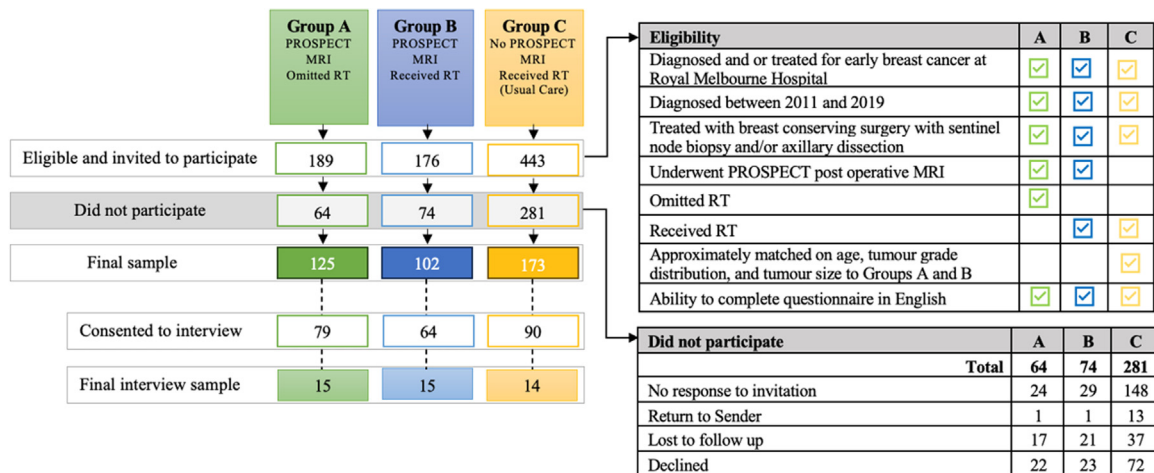 Group A
PROSPECT
MRI
Omitted RT
Group B
PROSPECT
MRI
Received RT
Group C
No PROSPECT
MRI
Received RT
(Usual Care)
Eligible and invited to participate 189 176 443
Did not participate 64 74 281
Final sample 125 102 173
Consented to interview 79 64 90
Final interview sample 15 15 14
Eligibility A B C
Diagnosed and or treated for early breast cancer at
Royal Melbourne Hospital
Diagnosed between 2011 and 2019
Treated with breast conserving surgery with sentinel
node biopsy and/or axillary dissection
Underwent PROSPECT post operative MRI
Omitted RT
Received RT
Approximately matched on age, tumour grade
distribution, and tumour size to Groups A and B
Ability to complete questionnaire in English
Did not participate A B C
Total 64 74 281
No response to invitation 24 29 148
Return to Sender 1 1 13
Lost to follow up 17 21 37
Declined 22 23 72